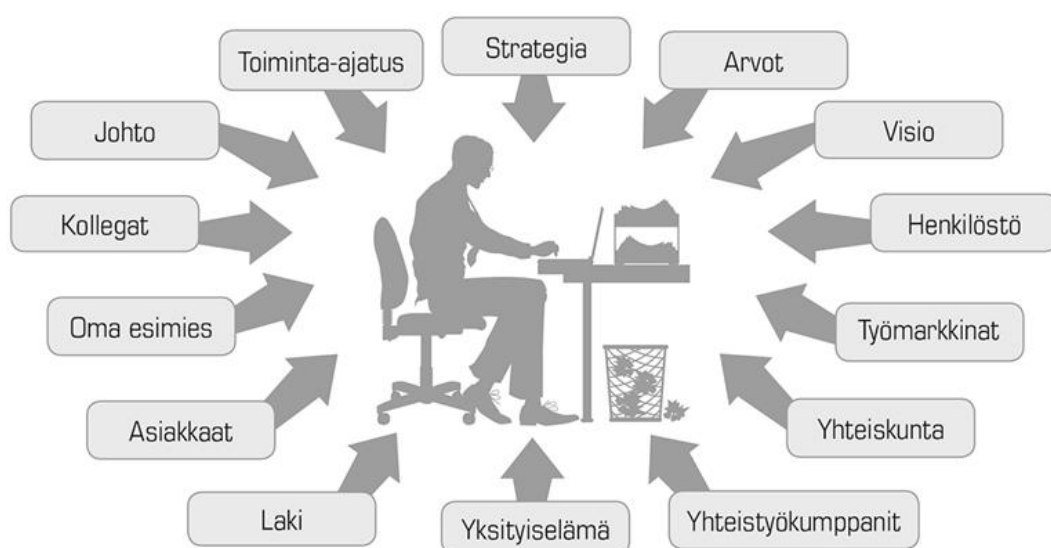 Toiminta-ajatus
Strategia
Arvot
Johto
Visio
Kollegat
Henkilöstö
Oma esimies
Työmarkkinat
Asiakkaat
Yhteiskunta
Laki
Yksityiselämä
Yhteistyökumppanit